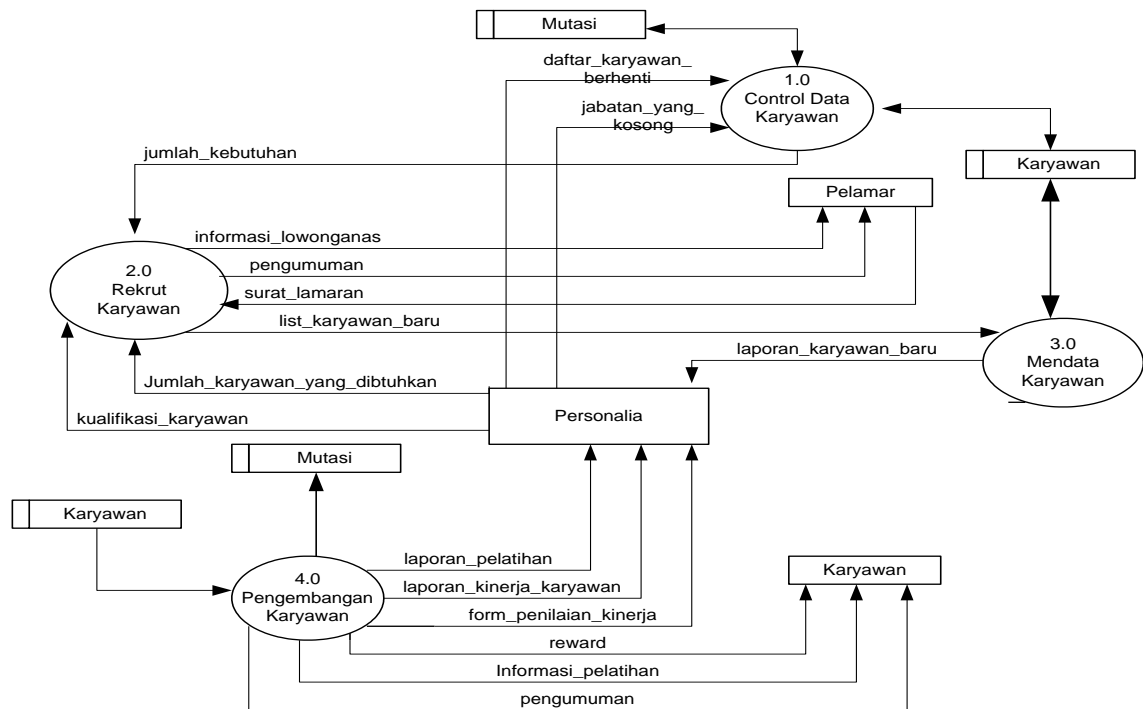 Mutasi
daftar_karyawan_
berhenti
1.0
Control Data
Karyawan
jabatan_yang_
kosong
jumlah_kebutuhan
Karyawan
Pelamar
informasi_lowonganas
2.0
Rekrut
Karyawan
pengumuman
surat_lamaran
list_karyawan_baru
3.0
Mendata
Karyawan
laporan_karyawan_baru
Jumlah_karyawan_yang_dibtuhkan
Personalia
kualifikasi_karyawan
Mutasi
Karyawan
laporan_pelatihan
4.0
Pengembangan
Karyawan
Karyawan
laporan_kinerja_karyawan
form_penilaian_kinerja
reward
Informasi_pelatihan
pengumuman